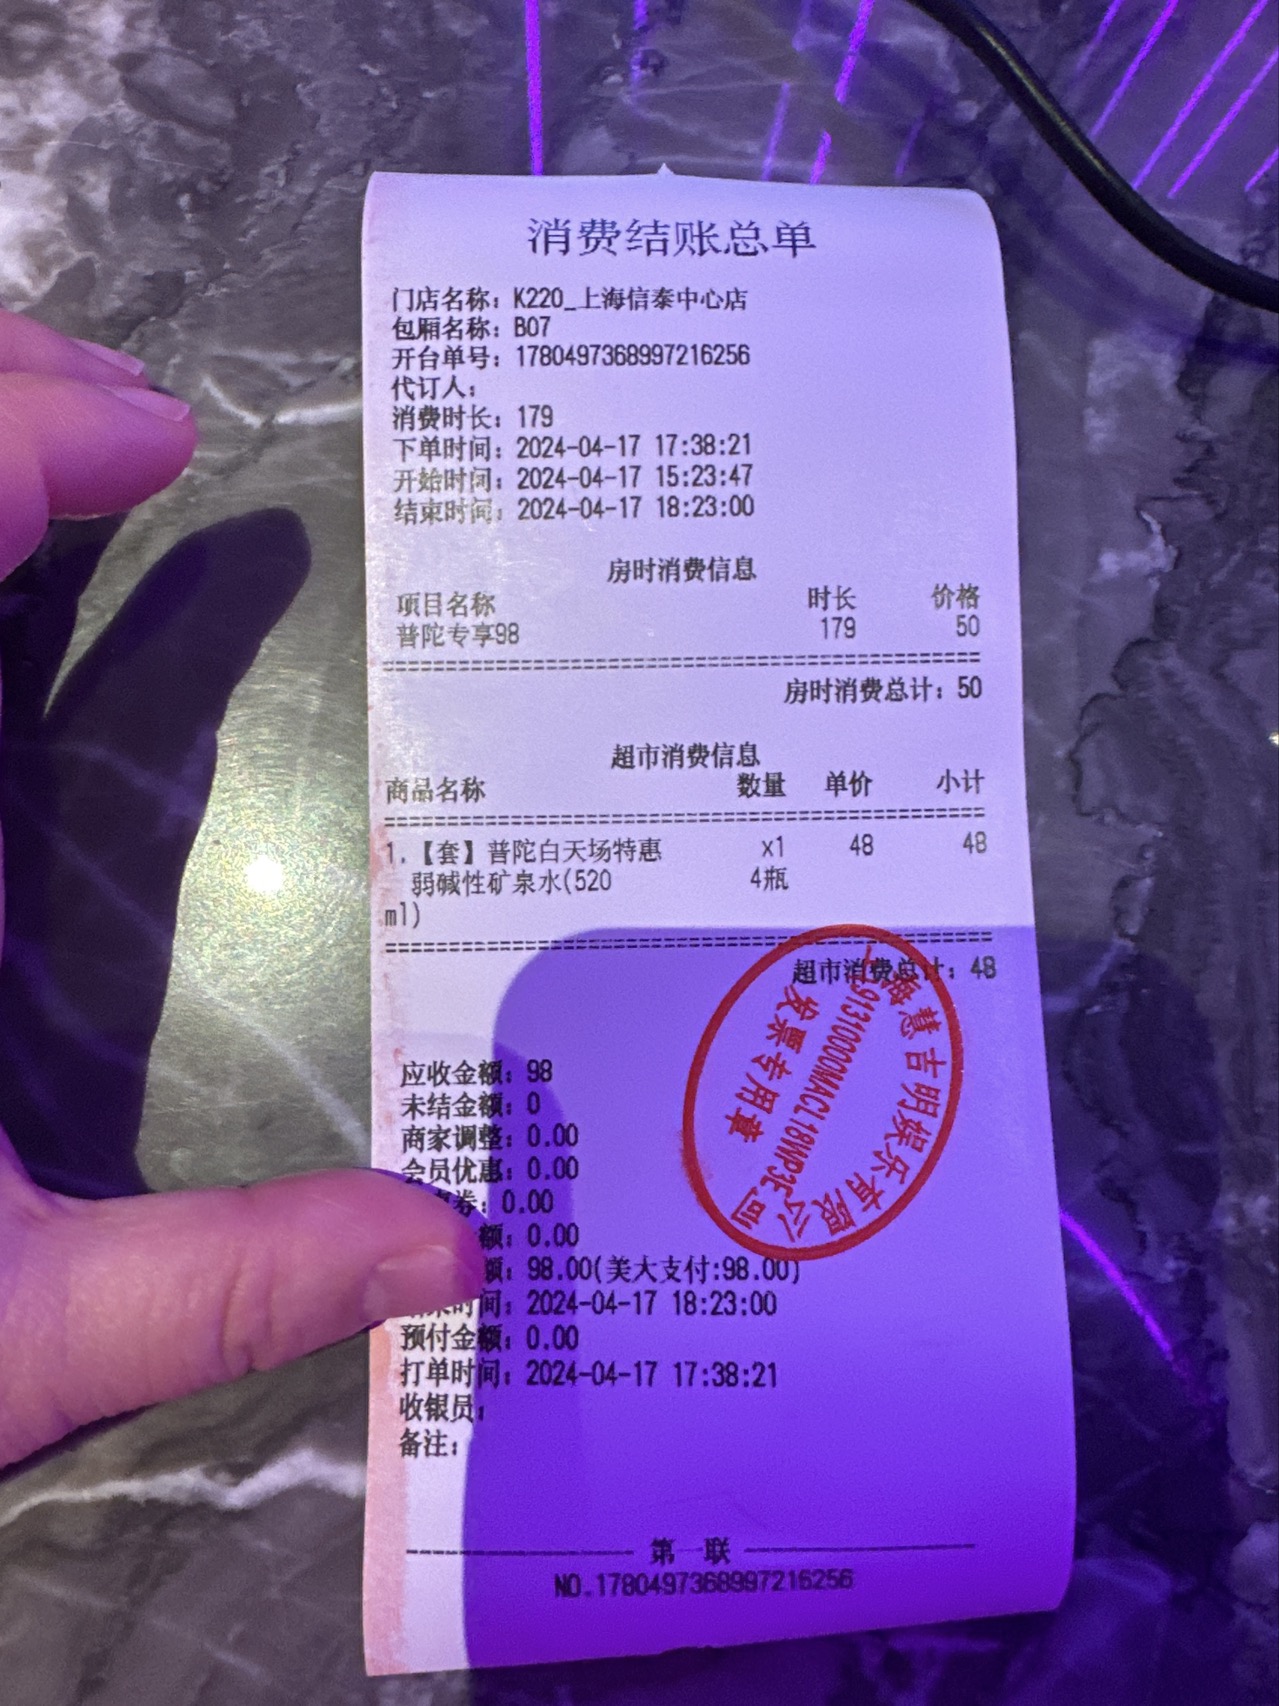 消费结账总单
门店名称：K220_上海信泰中心店
包厢名称：B07
开台单号：1780497368997216256
代订人：
消费时长：179
下单时间：2024-04-17 17:38:21
开始时间：2024-04-17 15:23:47
结束时间：2024-04-17 18:23:00
房时消费信息
项目名称 时长 价格
普陀专享98 179 50
房时消费总计：50
超市消费信息
商品名称 数量 单价 小计
1.【套】普陀白天场特惠 x1 48 48
弱碱性矿泉水(520 4瓶
ml)
超市消费总计：48
上海慧吉明娱乐有限公司
发票专用章
应收金额：98
未结金额：0
商家调整：0.00
会员优惠：0.00
券：0.00
额：0.00
额：98.00(美大支付:98.00)
时间：2024-04-17 18:23:00
预付金额：0.00
打单时间：2024-04-17 17:38:21
收银员：
备注：
第一联
NO.1780497368997216256